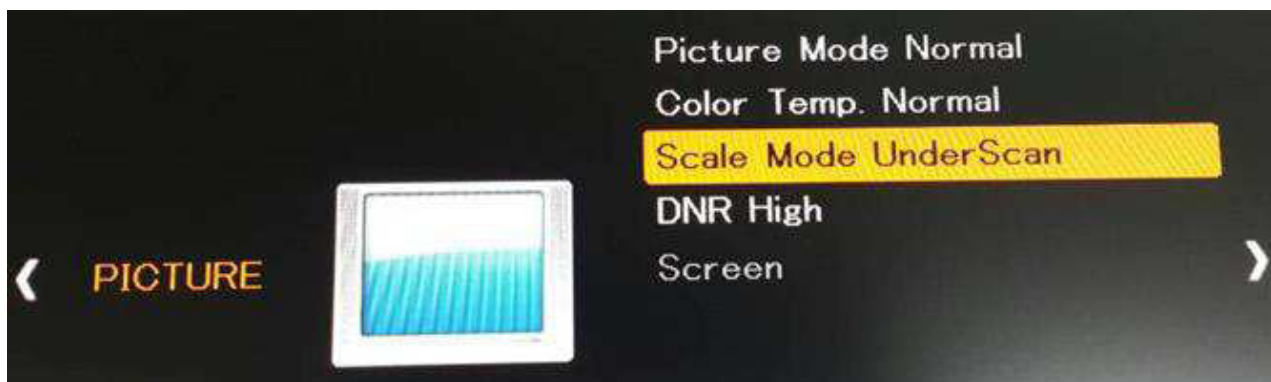 Picture Mode Normal
Color Temp. Normal
Scale Mode UnderScan
DNR High
Screen
PICTURE